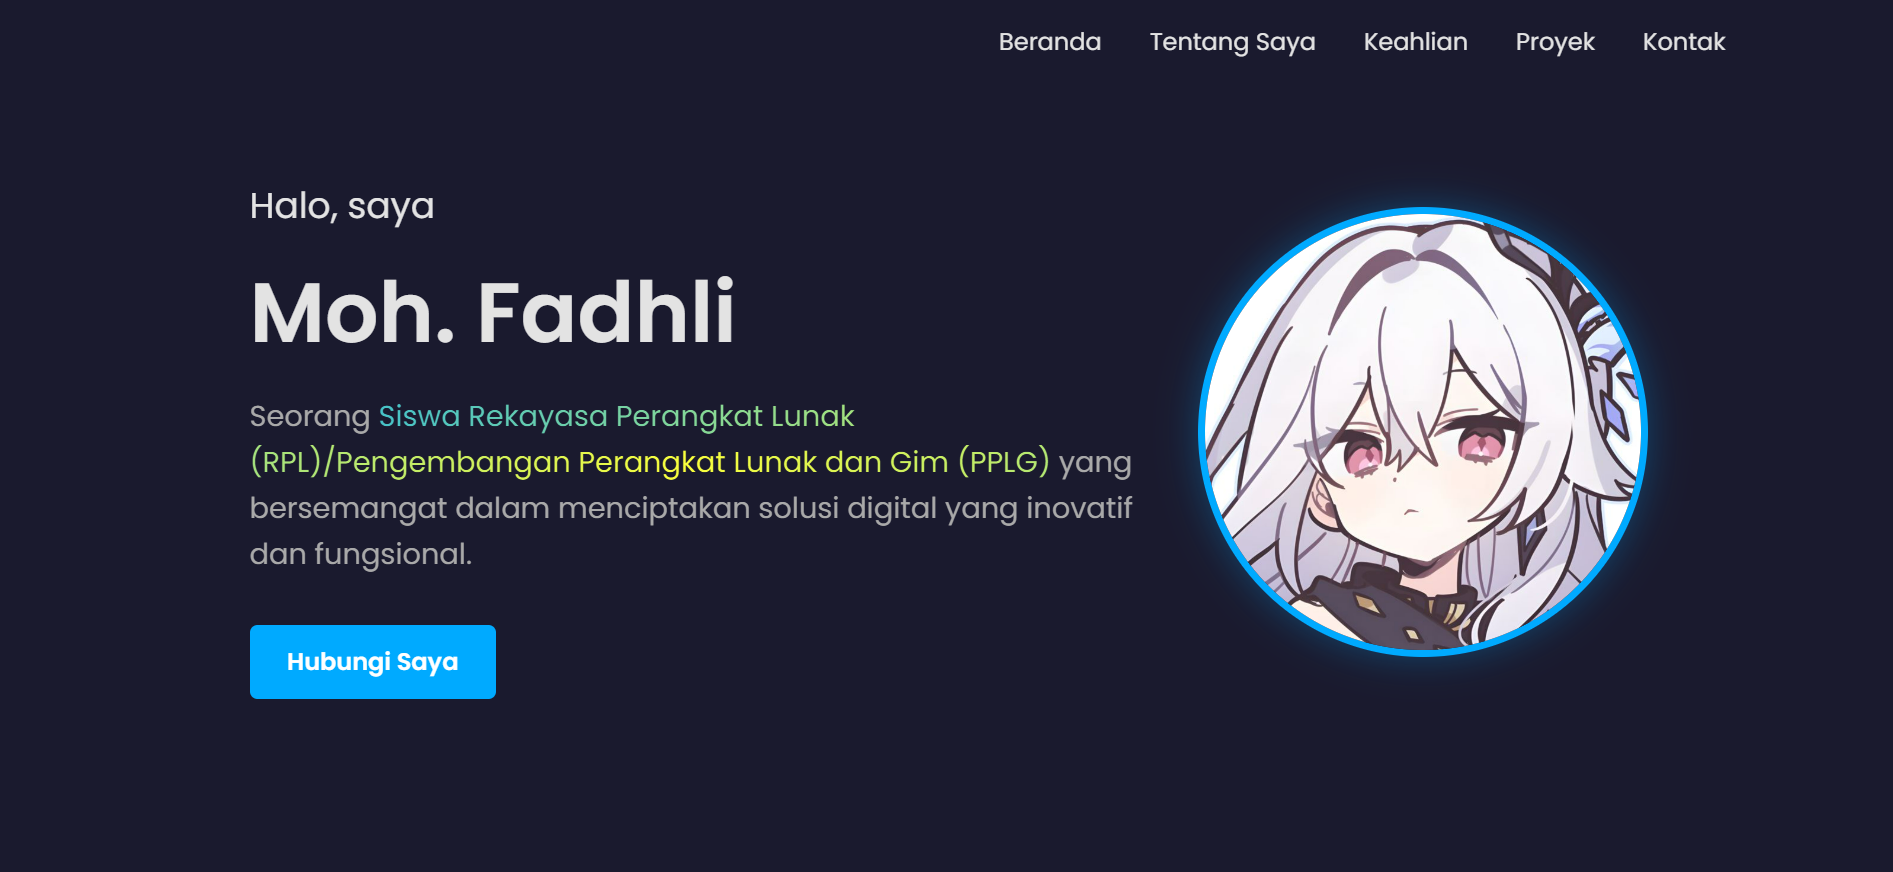 Beranda Tentang Saya Keahlian Proyek Kontak
Halo, saya
Moh. Fadhli
Seorang Siswa Rekayasa Perangkat Lunak
(RPL)/Pengembangan Perangkat Lunak dan Gim (PPLG) yang
bersemangat dalam menciptakan solusi digital yang inovatif
dan fungsional.
Hubungi Saya